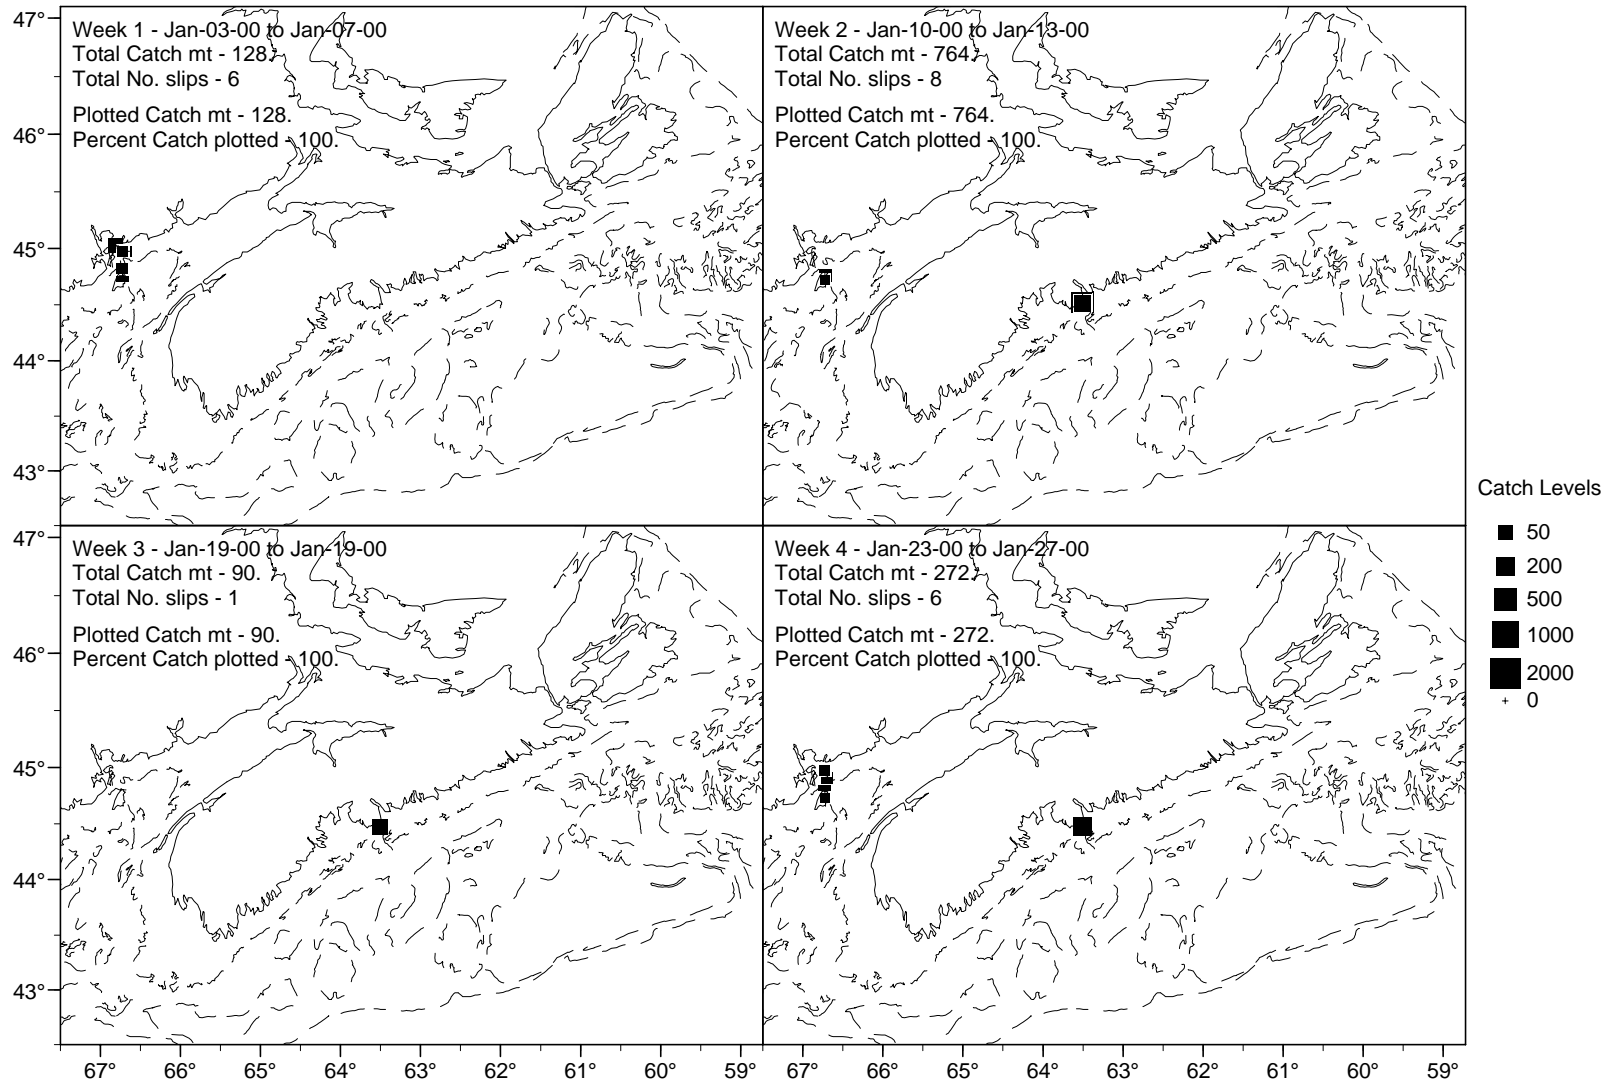 47°
46°
45°
44°
43°
Week 1 - Jan-03-00 to Jan-07-00
Total Catch mt - 128.
Total No. slips - 6
Plotted Catch mt - 128.
Percent Catch plotted - 100.
Week 2 - Jan-10-00 to Jan-13-00
Total Catch mt - 764.
Total No. slips - 8
Plotted Catch mt - 764.
Percent Catch plotted - 100.
47°
46°
45°
44°
43°
Week 3 - Jan-19-00 to Jan-19-00
Total Catch mt - 90.
Total No. slips - 1
Plotted Catch mt - 90.
Percent Catch plotted - 100.
Week 4 - Jan-23-00 to Jan-27-00
Total Catch mt - 272.
Total No. slips - 6
Plotted Catch mt - 272.
Percent Catch plotted - 100.
67° 66° 65° 64° 63° 62° 61° 60° 59°
67° 66° 65° 64° 63° 62° 61° 60° 59°
Catch Levels
50
200
500
1000
2000
0